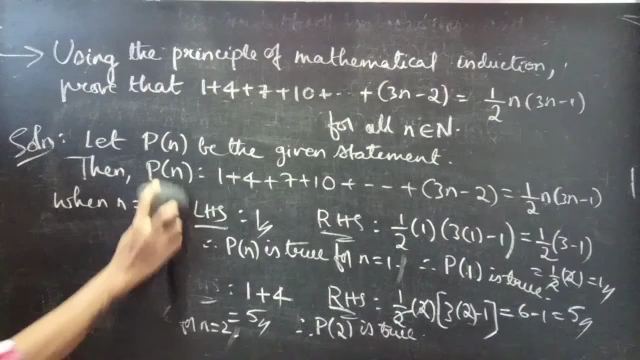 → Using the principle of mathematical induction,
prove that 1+4+7+10+ -- + (3n-2) = 1/2 n(3n-1)
for all n∈N.
Soln: Let P(n) be the given statement.
Then, P(n): 1+4+7+10+ --- +(3n-2) = 1/2 n(3n-1)
when n= LHS : 1 RHS : 1/2 (1) (3(1)-1) = 1/2 (3-1)
= 1/2 (2) = 1
∴ P(n) is true for n=1, ∴ P(1) is true.
: 1+4 RHS : 1/2 (2) [3(2)-1] = 6-1 = 5
= 5
for n=2, ∴ P(2) is true.